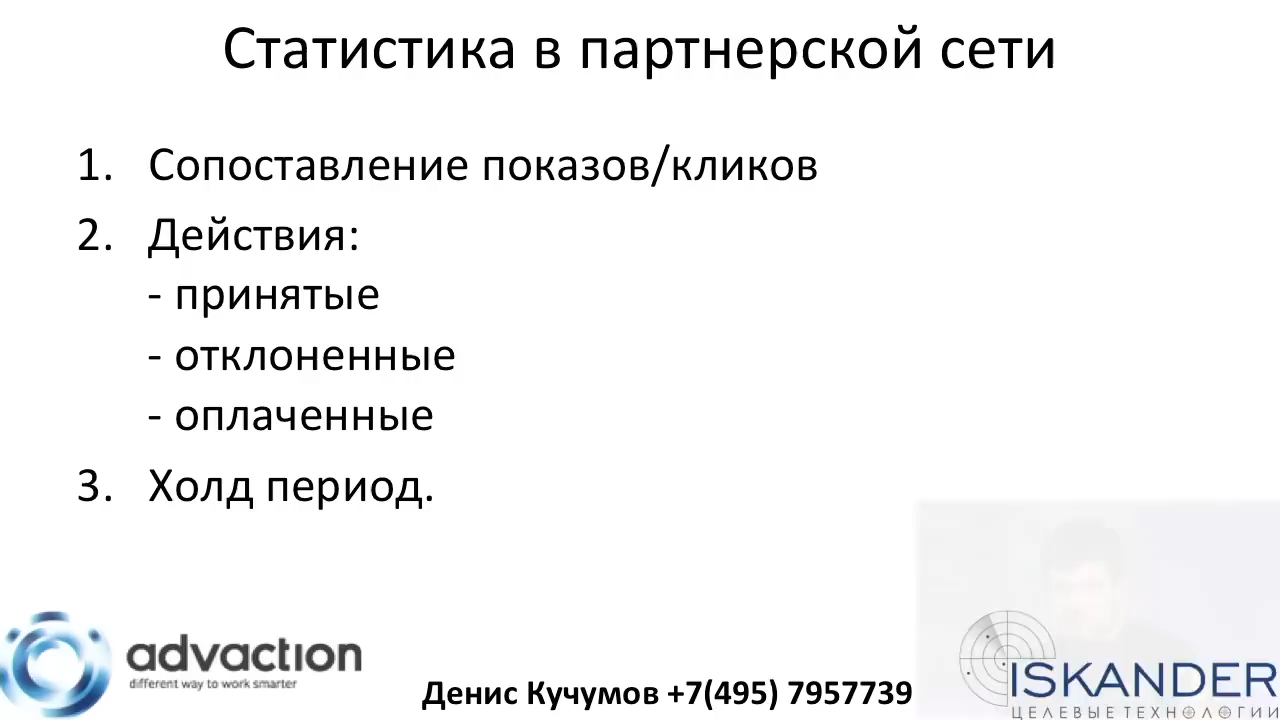 Статистика в партнерской сети
1. Сопоставление показов/кликов
2. Действия:
- принятые
- отклоненные
- оплаченные
3. Холд период.
advaction
different way to work smarter
Денис Кучумов +7(495) 7957739
ISKANDER
ЦЕЛЕВЫЕ ТЕХНОЛОГИИ